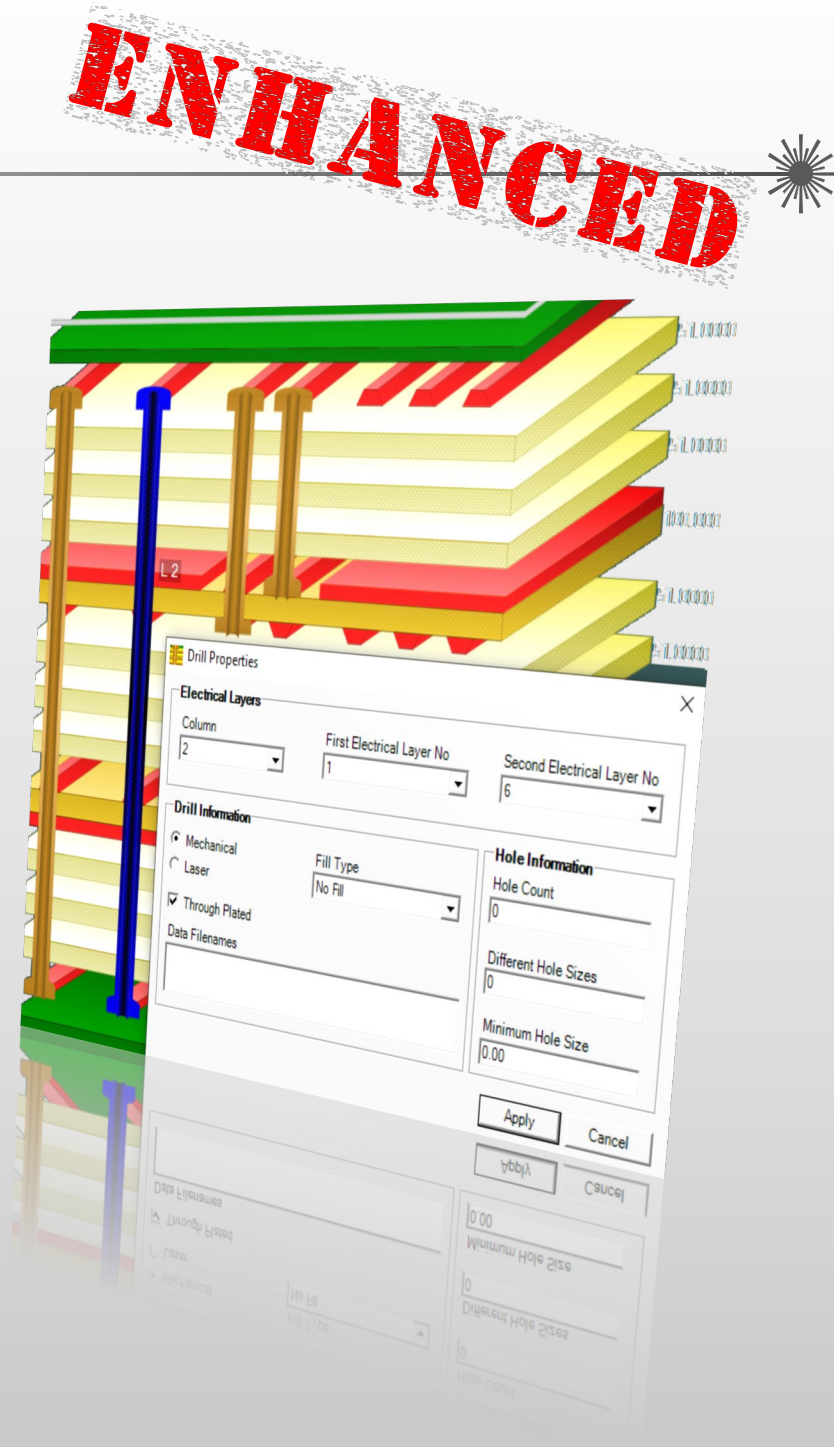 ENHANCED
L 2
Drill Properties
Electrical Layers
Column
2
First Electrical Layer No
1
Second Electrical Layer No
6
Drill Information
Mechanical
Laser
Through Plated
Fill Type
No Fill
Data Filenames
Hole Information
Hole Count
0
Different Hole Sizes
0
Minimum Hole Size
0.00
Apply
Cancel